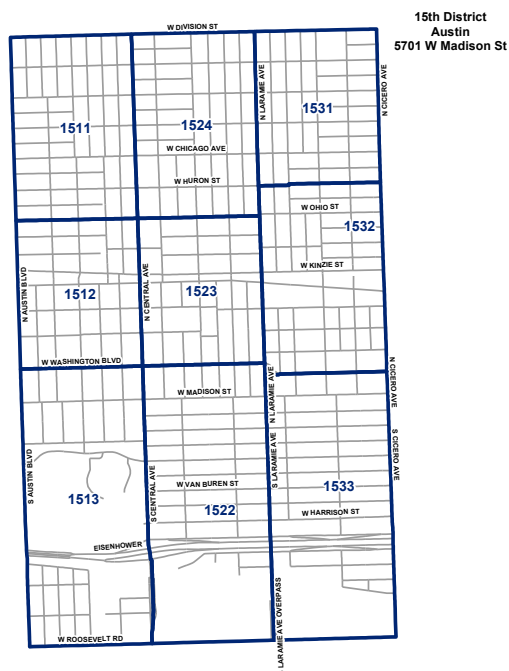 15th District
Austin
5701 W Madison St
W DIVISION ST
N LARAMIE AVE
N CICERO AVE
1511
1524
1531
W CHICAGO AVE
W HURON ST
W OHIO ST
1532
W KINZIE ST
N AUSTIN BLVD
1512
N CENTRAL AVE
1523
W WASHINGTON BLVD
W MADISON ST
N LARAMIE AVE
N CICERO AVE
S AUSTIN BLVD
S CENTRAL AVE
S LARAMIE AVE
S CICERO AVE
W VAN BUREN ST
1513
1522
1533
W HARRISON ST
EISENHOWER
LARAMIE AVE OVERPASS
W ROOSEVELT RD